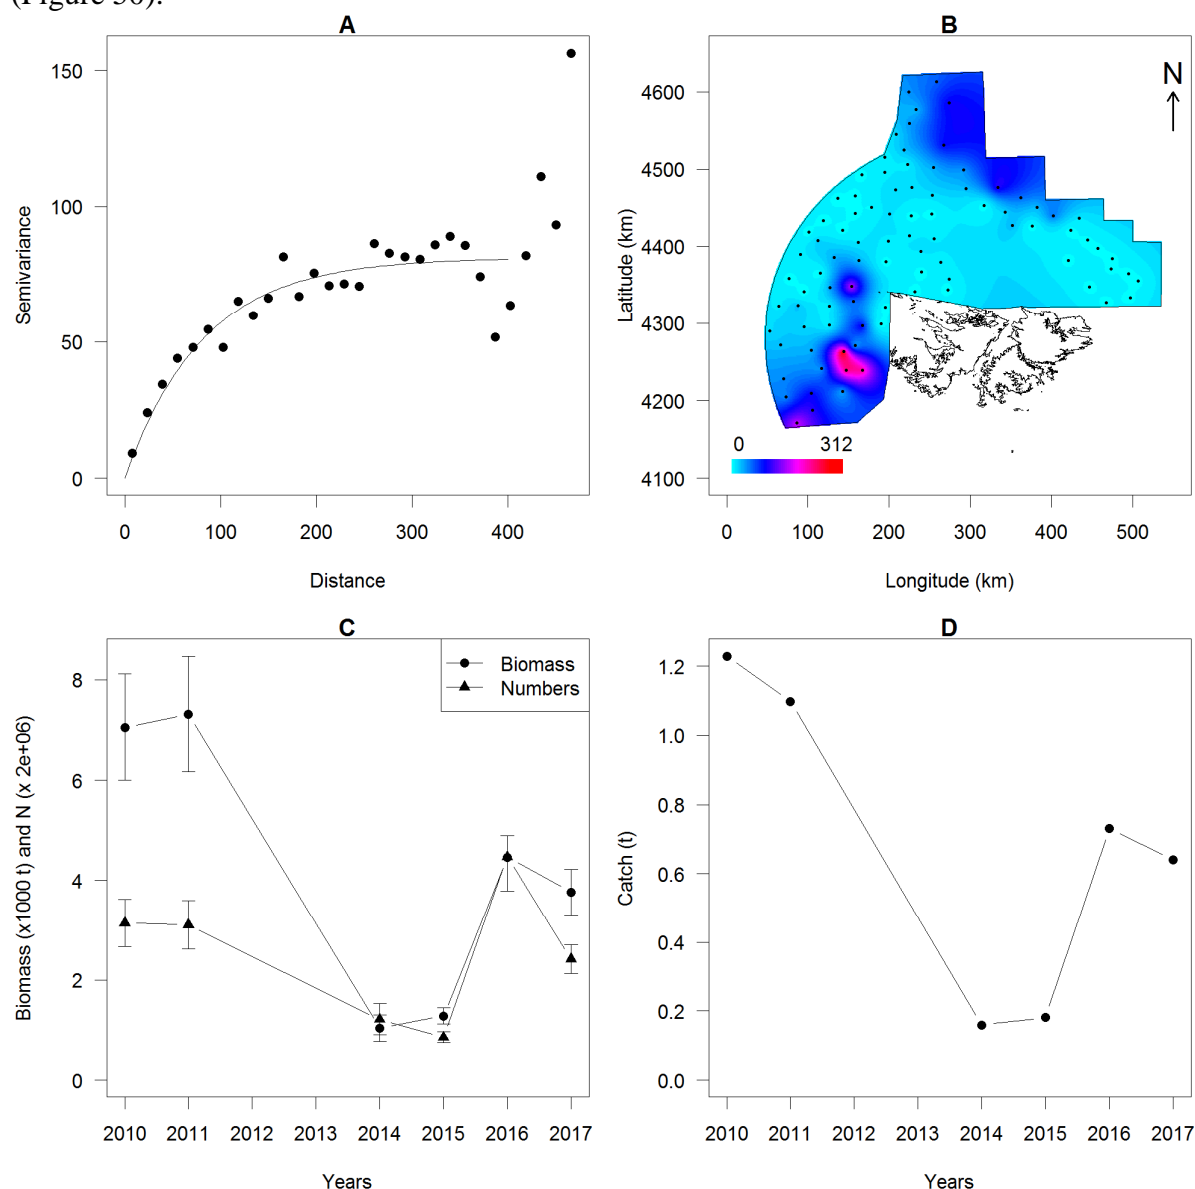 (Figure
A
150
100
50
0
Semivariance
0 100 200 300 400
Distance
B
4600
4500
4400
4300
4200
4100
Latitude (km)
N
0 312
0 100 200 300 400 500
Longitude (km)
C
8
6
4
2
0
Biomass (x1000 t) and N (x 2e+06)
Biomass
Numbers
2010 2011 2012 2013 2014 2015 2016 2017
Years
D
1.2
1.0
0.8
0.6
0.4
0.2
0.0
Catch (t)
2010 2011 2012 2013 2014 2015 2016 2017
Years